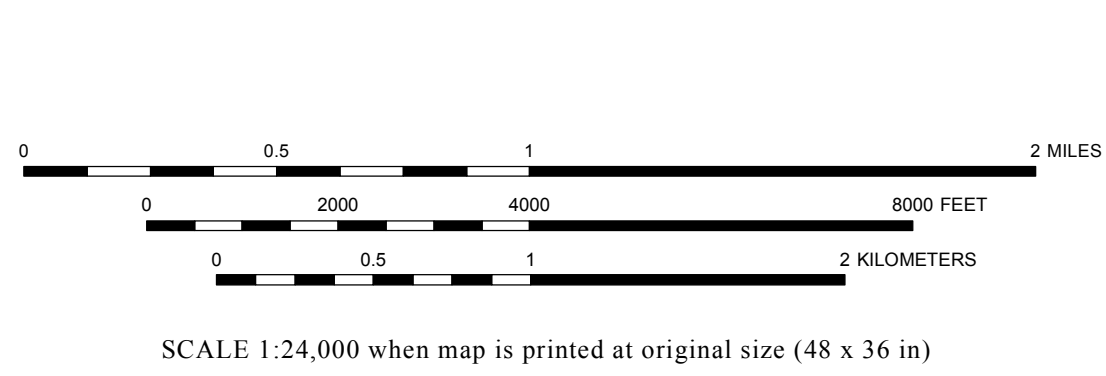 0 0.5 1 2 MILES
0 2000 4000 8000 FEET
0 0.5 1 2 KILOMETERS
SCALE 1:24,000 when map is printed at original size (48 x 36 in)